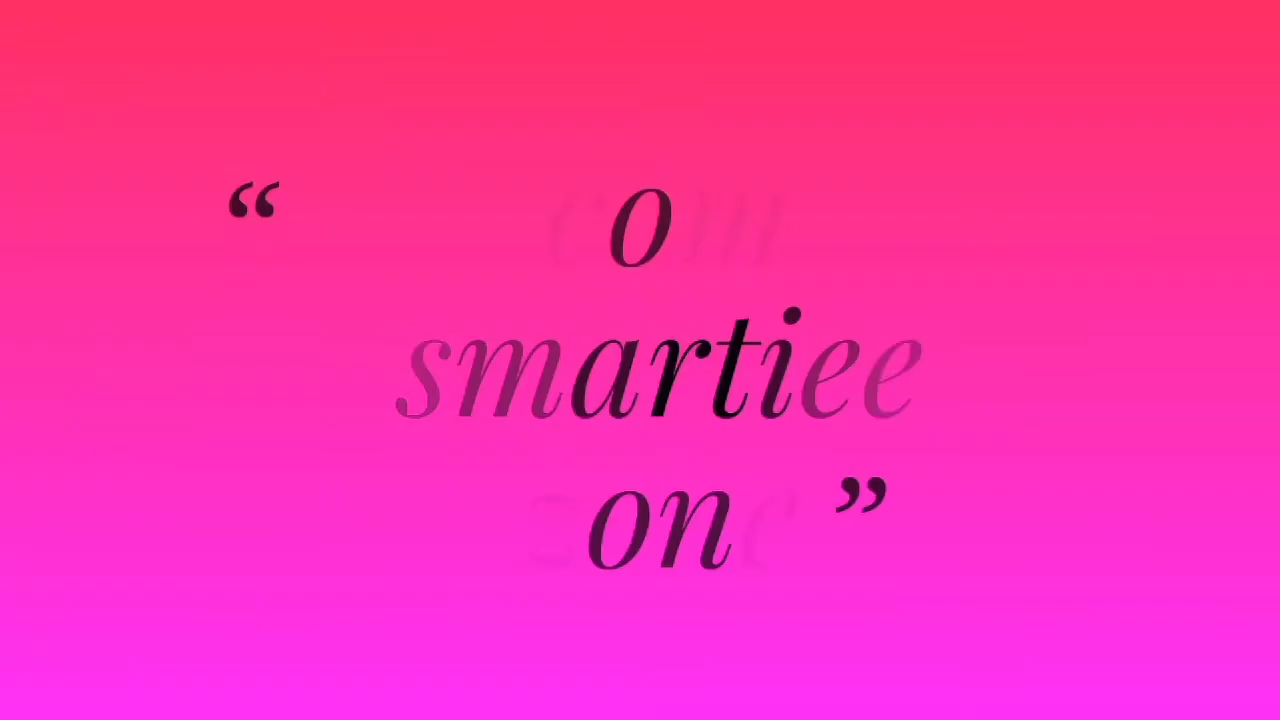 “ o
smartiee
on ”